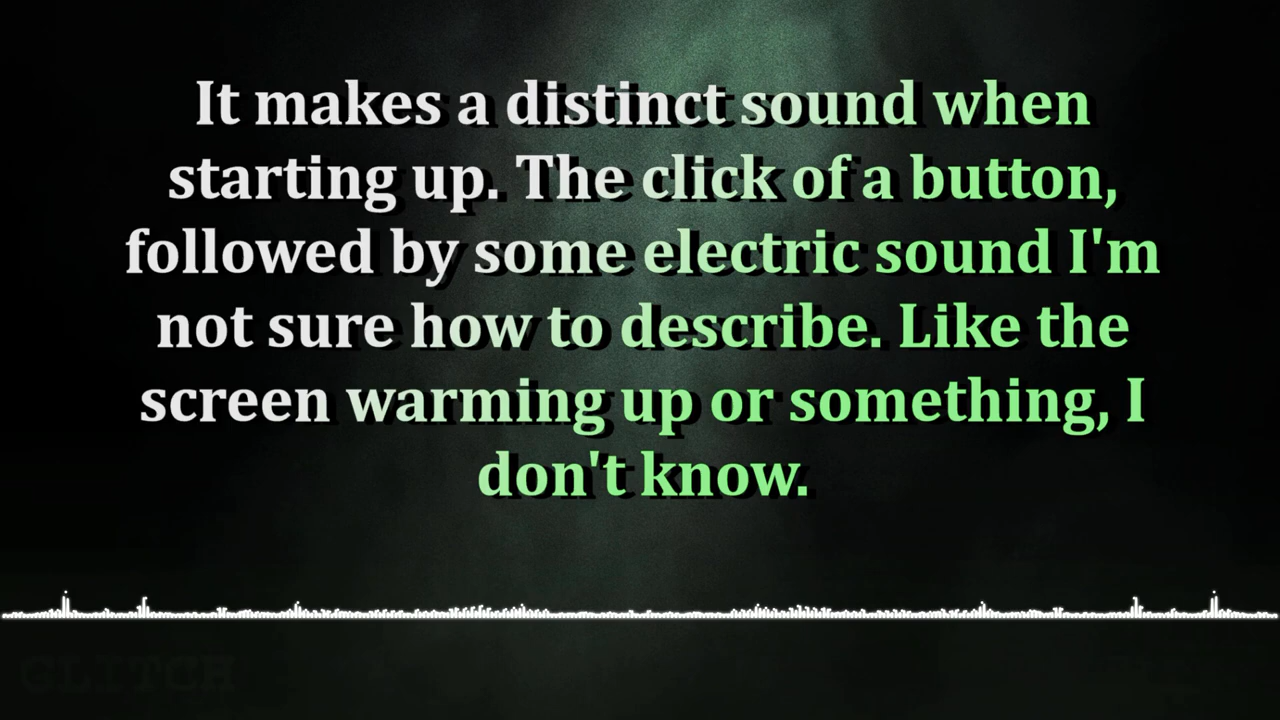 It makes a distinct sound when
starting up. The click of a button,
followed by some electric sound I'm
not sure how to describe. Like the
screen warming up or something, I
don't know.
GLITCH